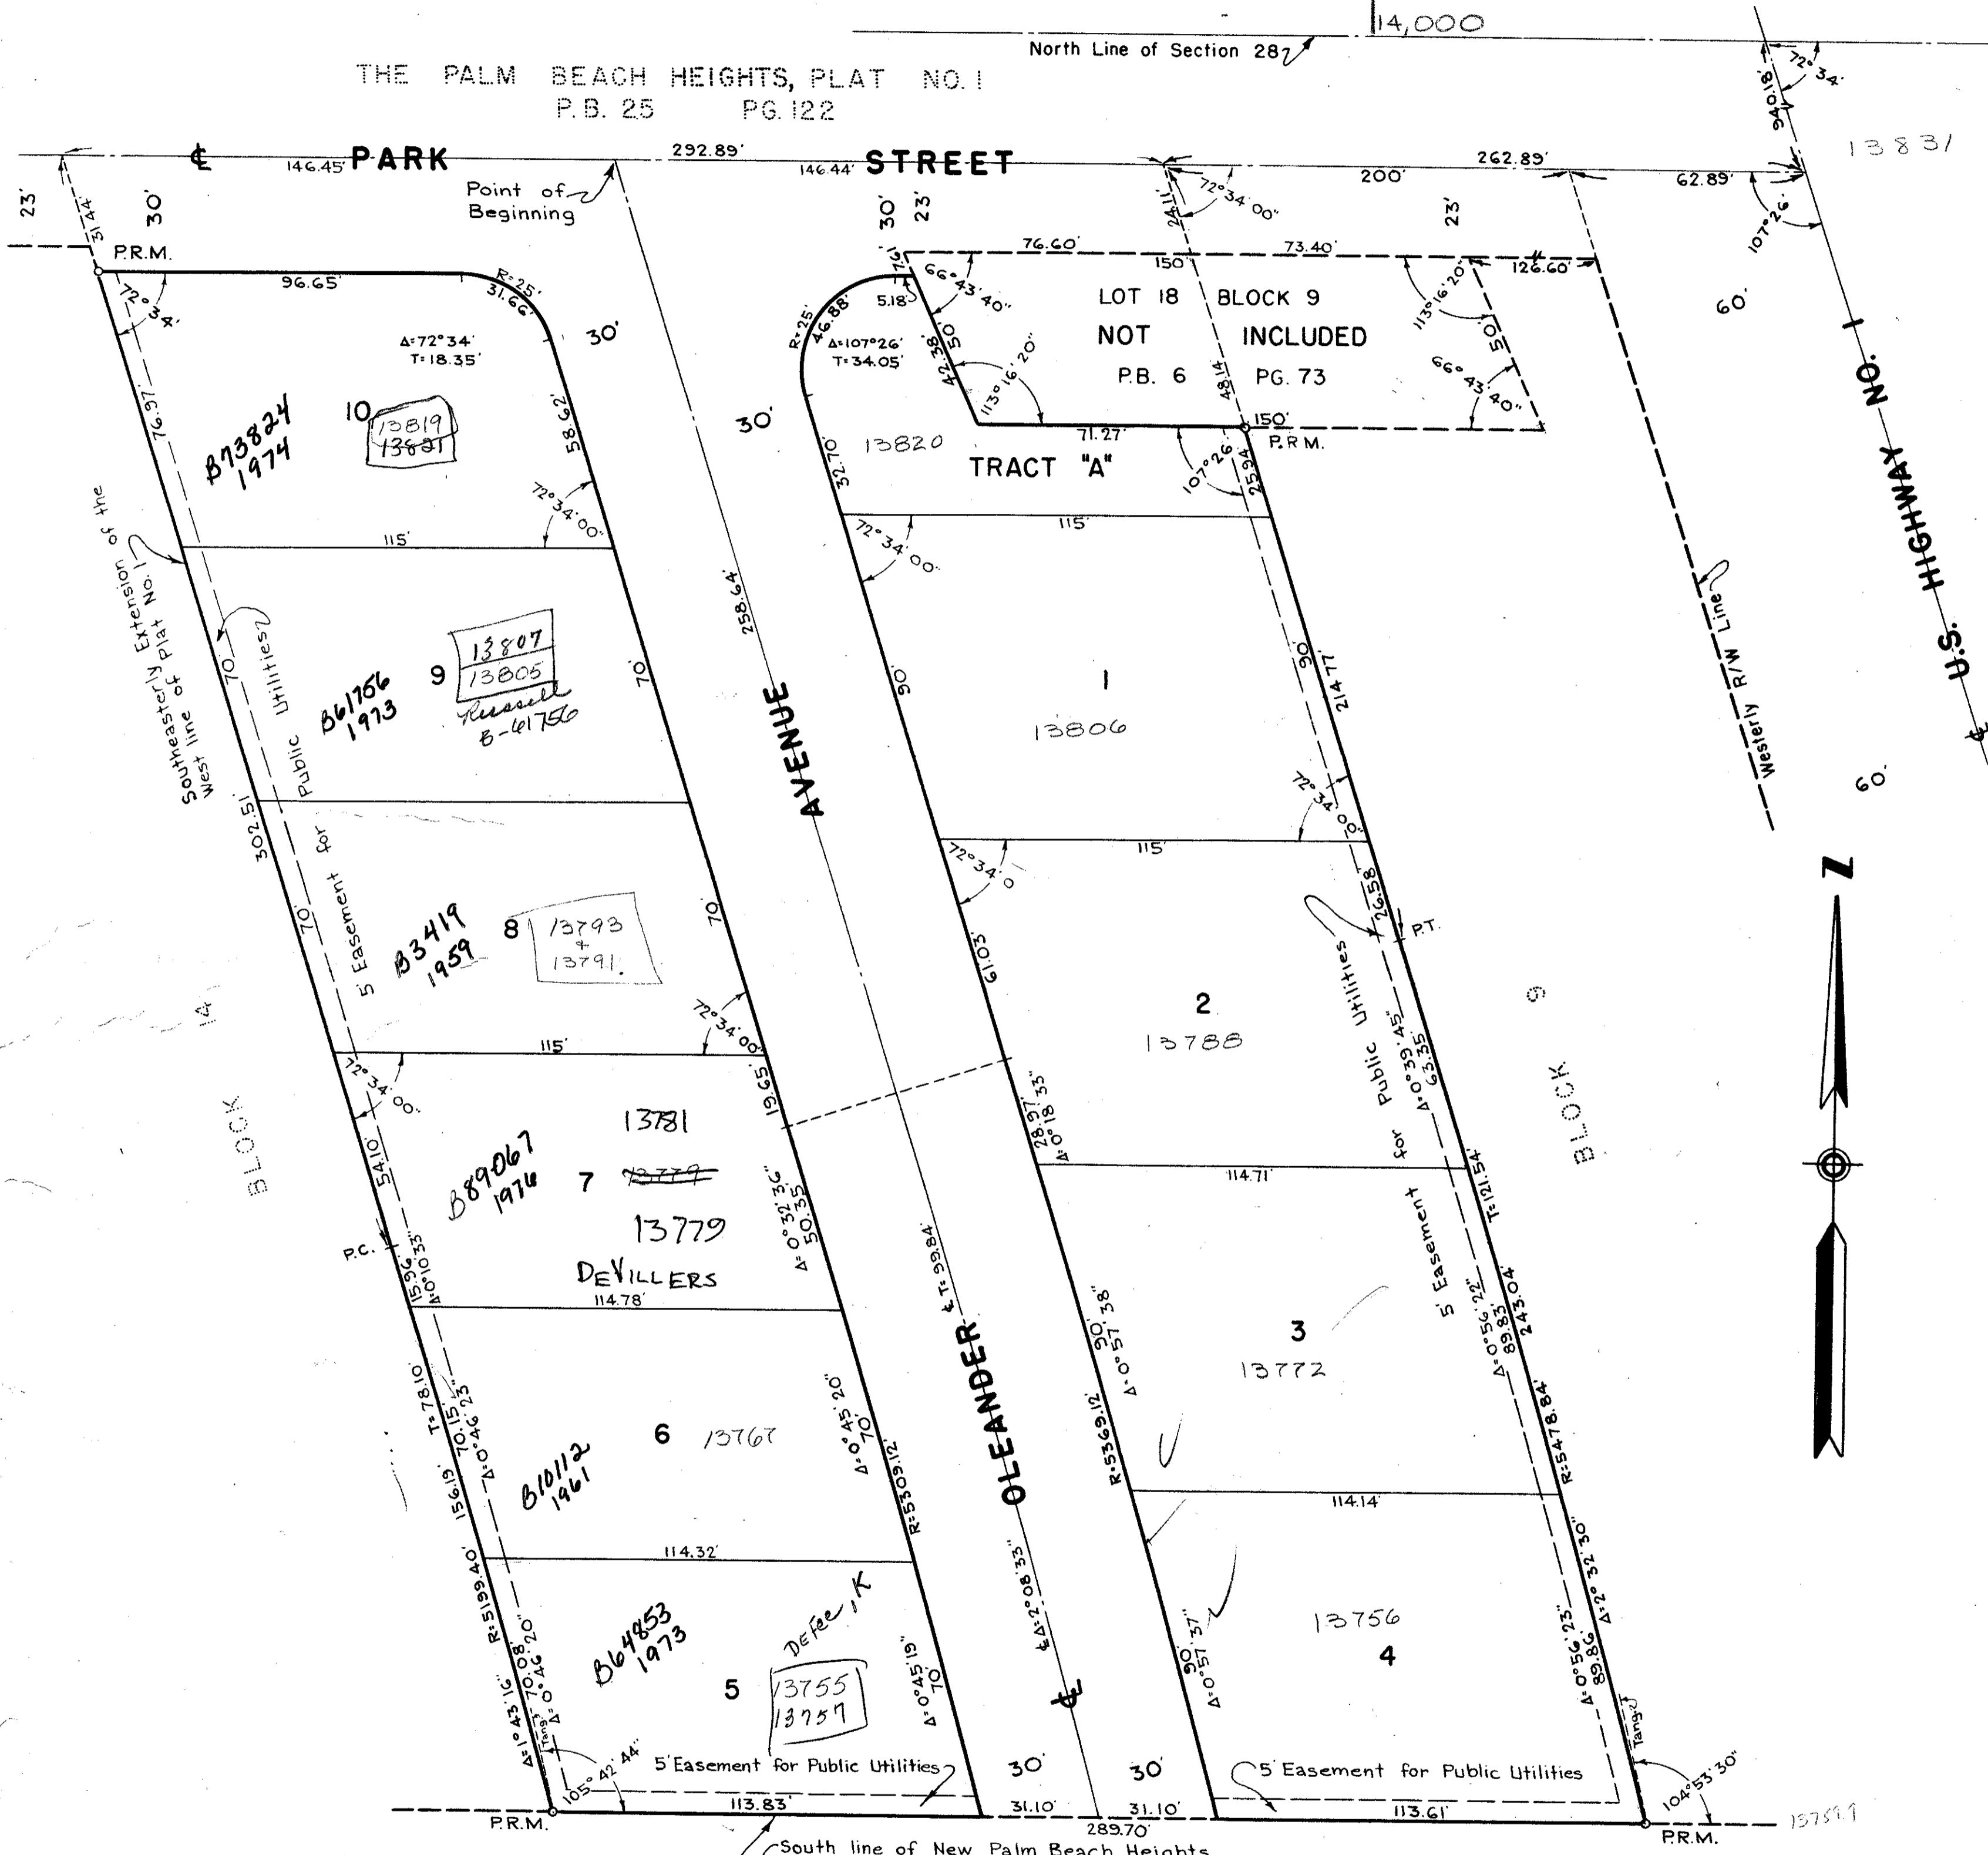 14,000
North Line of Section 28
THE PALM BEACH HEIGHTS, PLAT NO. 1
P.B. 25 PG. 122
72°34'
940.18'
13831
℄ PARK STREET
146.45'
292.89'
146.44'
262.89'
200'
62.89'
107°26'
Point of
Beginning
23'
30'
31.44'
30'
23'
24.11'
72°34'00"
23'
P.R.M.
96.65'
R=25'
31.66'
72°34'
Δ=72°34'
T=18.35'
30'
7.61'
76.60'
73.40'
150'
126.60'
66°43'40"
5.18'
R=25'
46.88'
Δ=107°26'
T=34.05'
42.38'
50'
113°16'20"
LOT 18 BLOCK 9
NOT INCLUDED
P.B. 6 PG. 73
48.14
113°16'20"
50'
66°43'40"
60'
U.S. HIGHWAY NO. 1
℄
76.97'
B73824
1974
10
13819
13821
58.62'
72°34'00"
30'
32.70'
13820
TRACT "A"
71.27'
150'
P.R.M.
107°26'
25.94
115'
115'
72°34'00"
Southeasterly Extension of the
West line of Plat No. 1
70'
5' Easement for Public Utilities
B61756
1973
9
13807
13805
Russell
B-61756
70'
258.64'
90'
1
13806
90'
214.77'
72°34'00"
Westerly R/W Line
60'
302.51'
AVENUE
115'
72°34'0
70'
B3419
1959
8
13793
+
13791.
70'
72°34'00"
115'
61.03'
2
13788
26.58'
P.T.
5' Easement for Public Utilities
Δ=0°39'45"
63.35'
N
BLOCK 14
BLOCK 9
72°34'00"
54.10'
P.C.
15.96'
Δ=0°10'33"
B89067
1976
7
13781
13779
13779
DEVILLERS
19.65'
Δ=0°32'36"
50.35'
28.97'
Δ=0°18'33"
114.78'
114.71'
T=121.54'
℄ T=99.84'
T=78.10'
70.15'
Δ=0°46'23"
156.19'
B10112
1961
6
13767
Δ=0°45'20"
70'
R=5309.12'
OLEANDER
90'
Δ=0°57'38"
R=5369.12'
3
13772
Δ=0°56'22"
89.83'
243.04'
R=5478.84'
114.32'
114.14'
R=5199.40'
Δ=1°43'16"
70.08'
Δ=0°46'20"
Tang.
B64853
1973
5
DeFee, K
13755
13757
Δ=0°45'19"
70'
℄ Δ=2°08'33"
℄
90'
Δ=0°57'37"
13756
4
Δ=2°32'30"
Δ=0°56'23"
89.86'
Tang.
105°42'44"
5' Easement for Public Utilities
30'
30'
5' Easement for Public Utilities
104°53'30"
P.R.M.
113.83'
31.10'
31.10'
289.70'
113.61'
P.R.M.
South line of New Palm Beach Heights